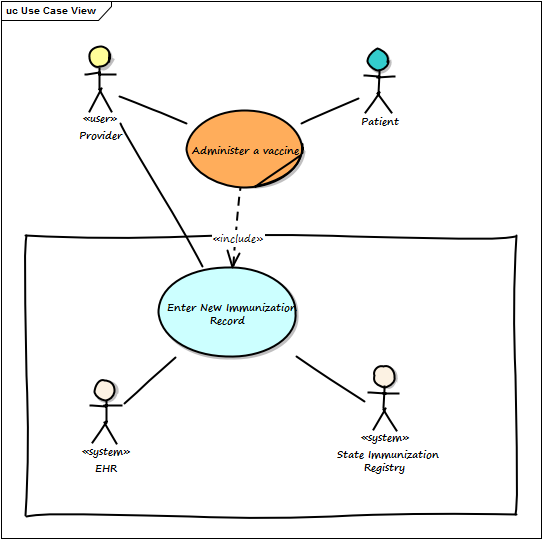 uc Use Case View
«user»
Provider
Patient
Administer a vaccine
«include»
Enter New Immunization
Record
«system»
EHR
«system»
State Immunization
Registry